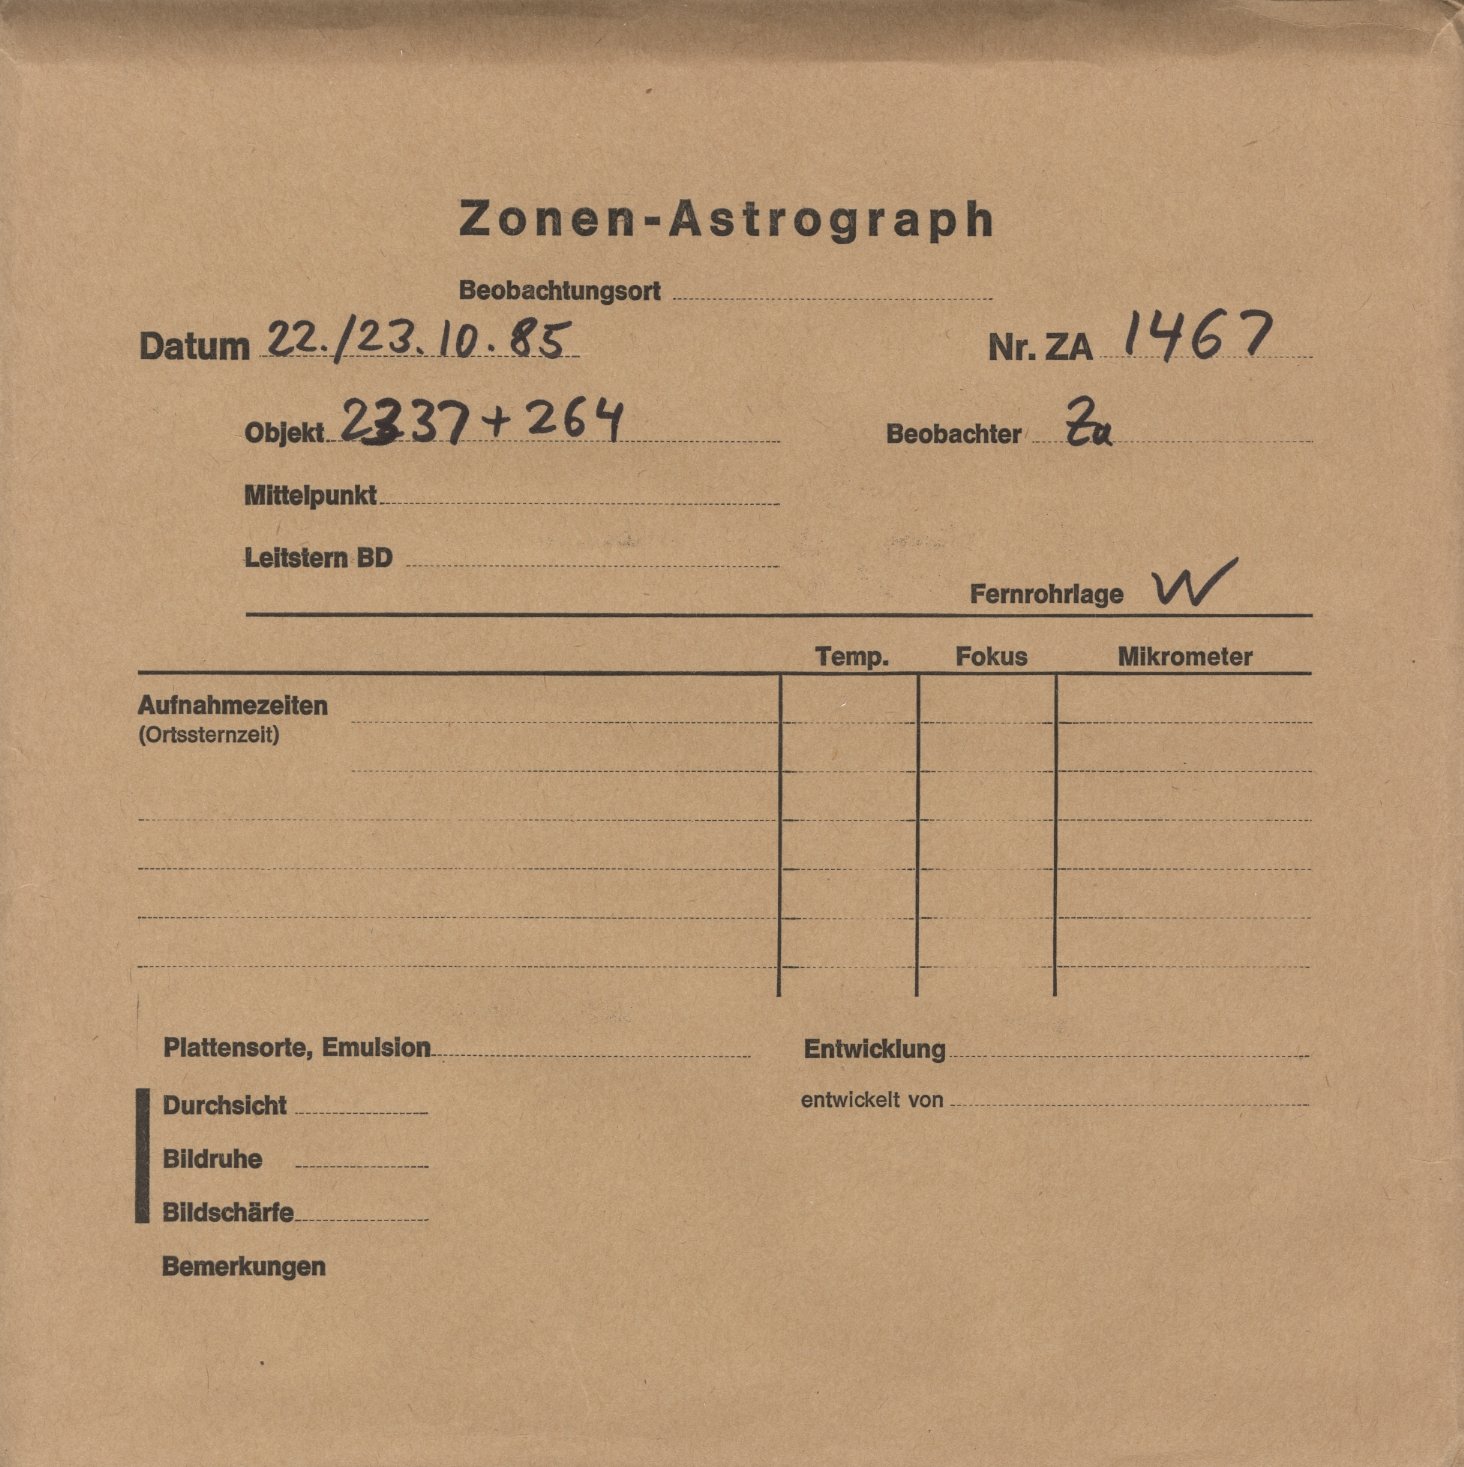 Zonen-Astrograph
Beobachtungsort
Datum 22./23.10.85 Nr. ZA 1467
Objekt 2337+264 Beobachter Za
Mittelpunkt
Leitstern BD
Fernrohrlage W
Temp. Fokus Mikrometer
Aufnahmezeiten
(Ortssternzeit)
Plattensorte, Emulsion Entwicklung
Durchsicht entwickelt von
Bildruhe
Bildschärfe
Bemerkungen